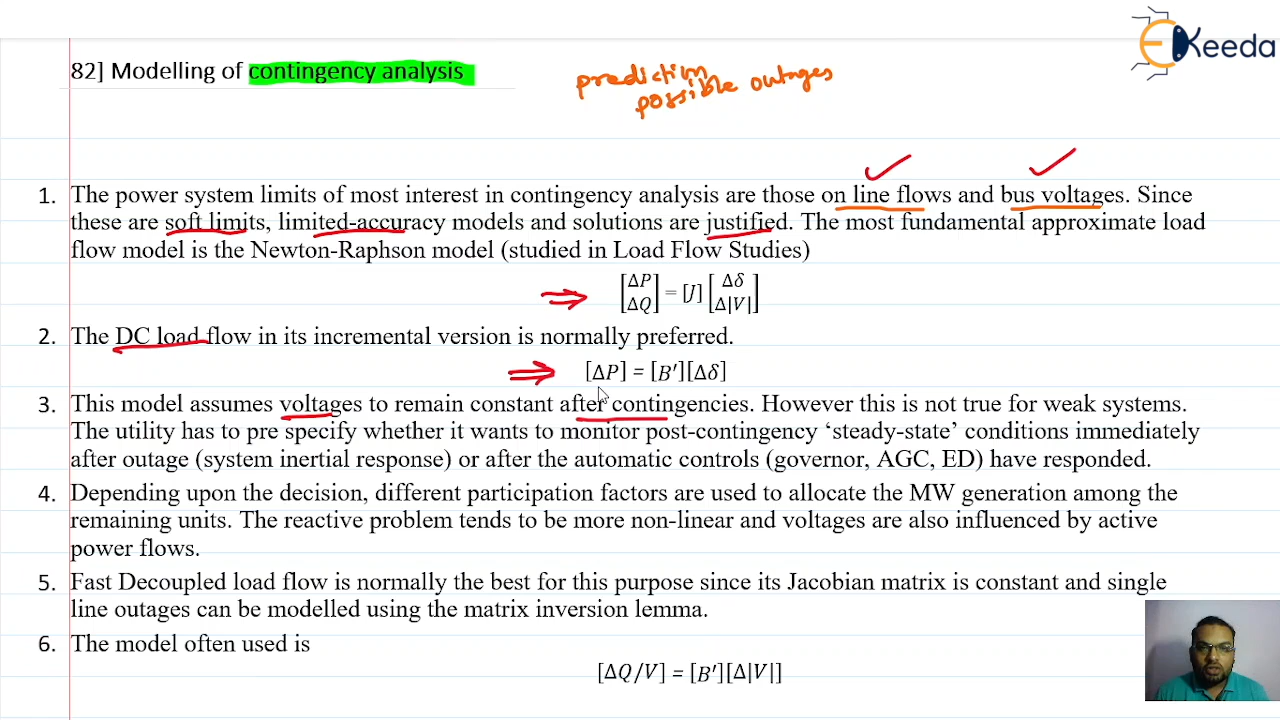 EKeeda
82] Modelling of contingency analysis
prediction
possible outages
1. The power system limits of most interest in contingency analysis are those on line flows and bus voltages. Since
these are soft limits, limited-accuracy models and solutions are justified. The most fundamental approximate load
flow model is the Newton-Raphson model (studied in Load Flow Studies)
[ΔP ΔQ] = [J] [Δδ Δ|V|]
2. The DC load flow in its incremental version is normally preferred.
[ΔP] = [B′][Δδ]
3. This model assumes voltages to remain constant after contingencies. However this is not true for weak systems.
The utility has to pre specify whether it wants to monitor post-contingency ‘steady-state’ conditions immediately
after outage (system inertial response) or after the automatic controls (governor, AGC, ED) have responded.
4. Depending upon the decision, different participation factors are used to allocate the MW generation among the
remaining units. The reactive problem tends to be more non-linear and voltages are also influenced by active
power flows.
5. Fast Decoupled load flow is normally the best for this purpose since its Jacobian matrix is constant and single
line outages can be modelled using the matrix inversion lemma.
6. The model often used is
[ΔQ/V] = [B′][Δ|V|]